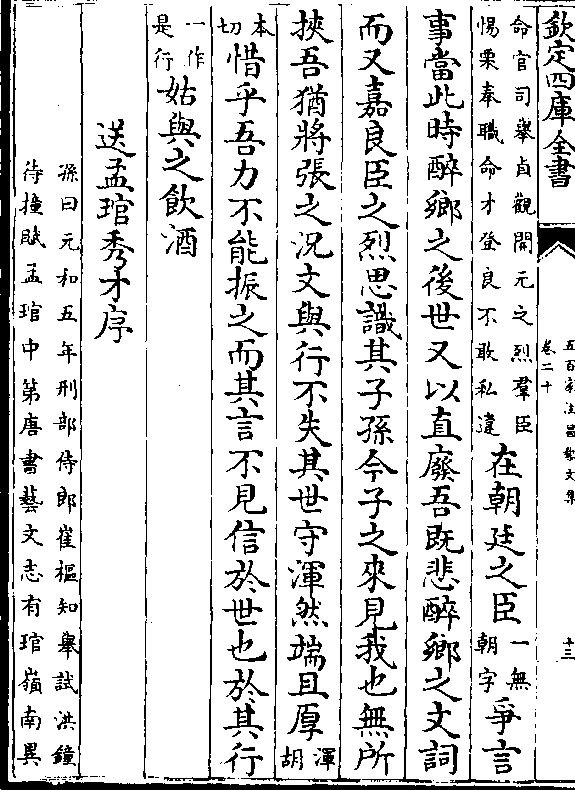 欽定四庫全書
五百家注昌黎文集
卷二十
十三
命官司舉貞觀開元之烈羣臣
惕栗奉職命才登良不敢私違
在朝廷之臣
一無
朝字
爭言
事當此時醉鄉之後世又以直廢吾既悲醉鄉之文詞
而又嘉良臣之烈思識其子孫今子之來見我也無所
挾吾猶將張之況文與行不失其世守渾然端且厚
渾
胡
本
切
惜乎吾力不能振之而其言不見信於世也於其行
一作
是行
姑與之飲酒
送孟琯秀才序
孫曰元和五年刑部侍郎崔樞知舉試洪鐘
待撞賦孟琯中第唐書藝文志有琯嶺南異